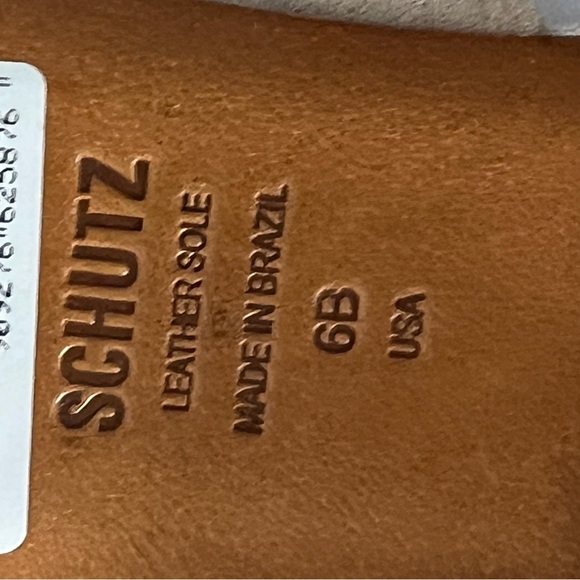 SCHUTZ
LEATHER SOLE
MADE IN BRAZIL
6B
USA